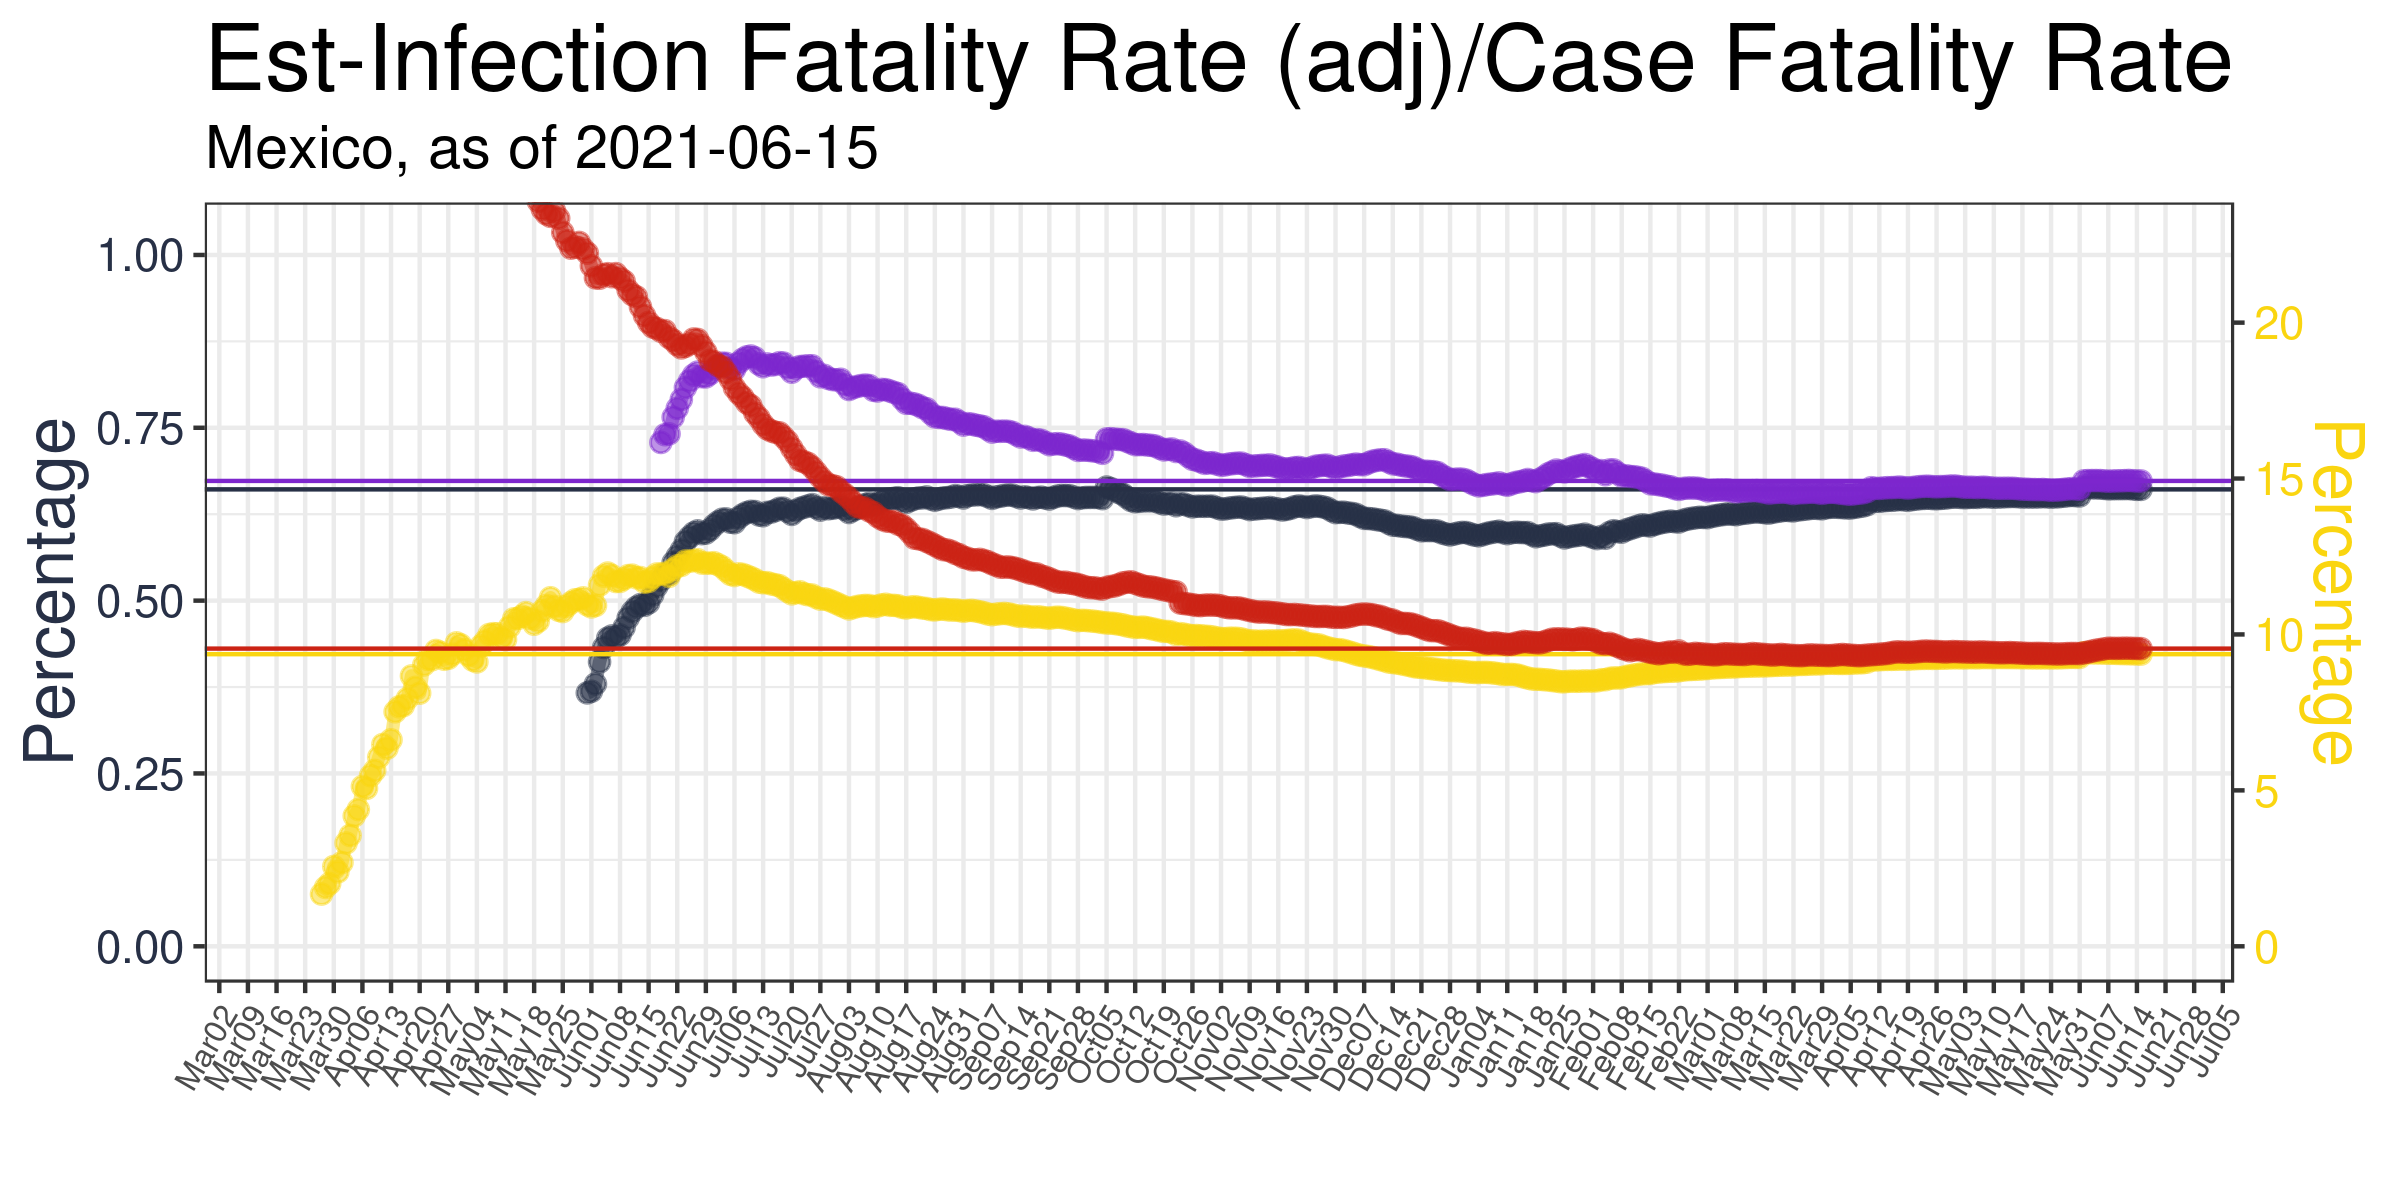 Est-Infection Fatality Rate (adj)/Case Fatality Rate
Mexico, as of 2021-06-15
Percentage
1.00
0.75
0.50
0.25
0.00
20
15
10
5
0
Percentage
Mar02
Mar09
Mar16
Mar23
Mar30
Apr06
Apr13
Apr20
Apr27
May04
May11
May18
May25
Jun01
Jun08
Jun15
Jun22
Jun29
Jul06
Jul13
Jul20
Jul27
Aug03
Aug10
Aug17
Aug24
Aug31
Sep07
Sep14
Sep21
Sep28
Oct05
Oct12
Oct19
Oct26
Nov02
Nov09
Nov16
Nov23
Nov30
Dec07
Dec14
Dec21
Dec28
Jan04
Jan11
Jan18
Jan25
Feb01
Feb08
Feb15
Feb22
Mar01
Mar08
Mar15
Mar22
Mar29
Apr05
Apr12
Apr19
Apr26
May03
May10
May17
May24
May31
Jun07
Jun14
Jun21
Jun28
Jul05